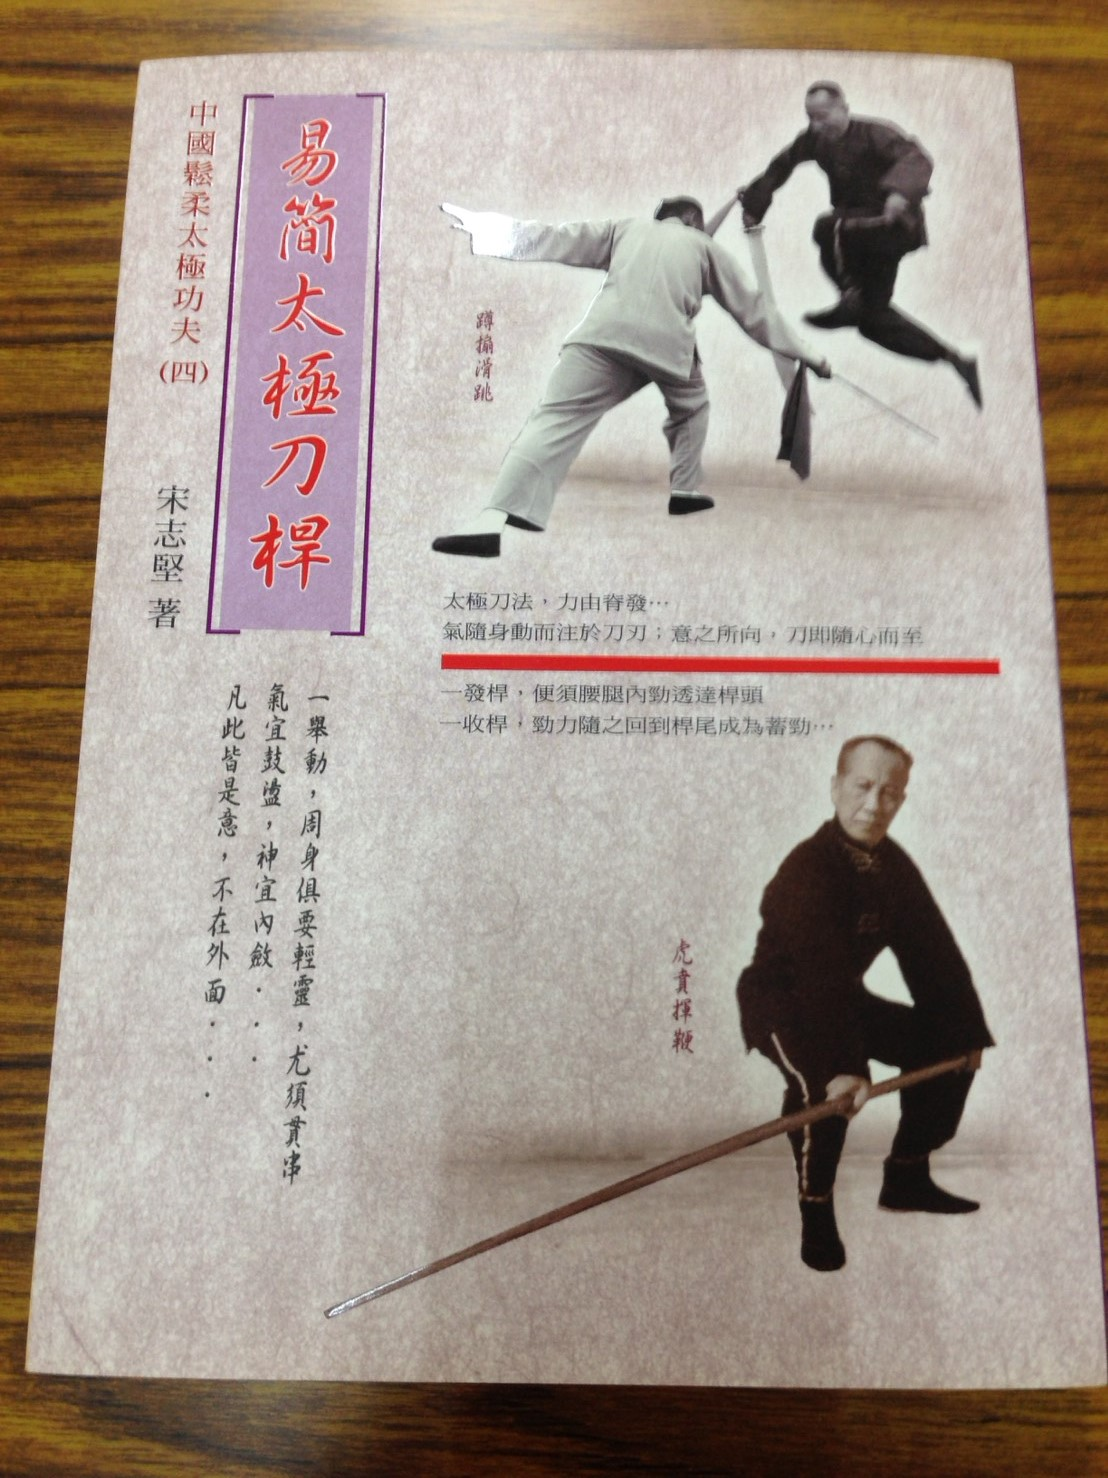 易簡太極刀桿
中國鬆柔太極功夫(四)
宋志堅 著
蹲搧滑跳
太極刀法，力由脊發…
氣隨身動而注於刀刃；意之所向，刀即隨心而至
一發桿，便須腰腿內勁透達桿頭
一收桿，勁力隨之回到桿尾成為蓄勁…
一舉動，周身俱要輕靈，尤須貫串
氣宜鼓盪，神宜內斂．．．
凡此皆是意，不在外面．．．
虎賁揮鞭